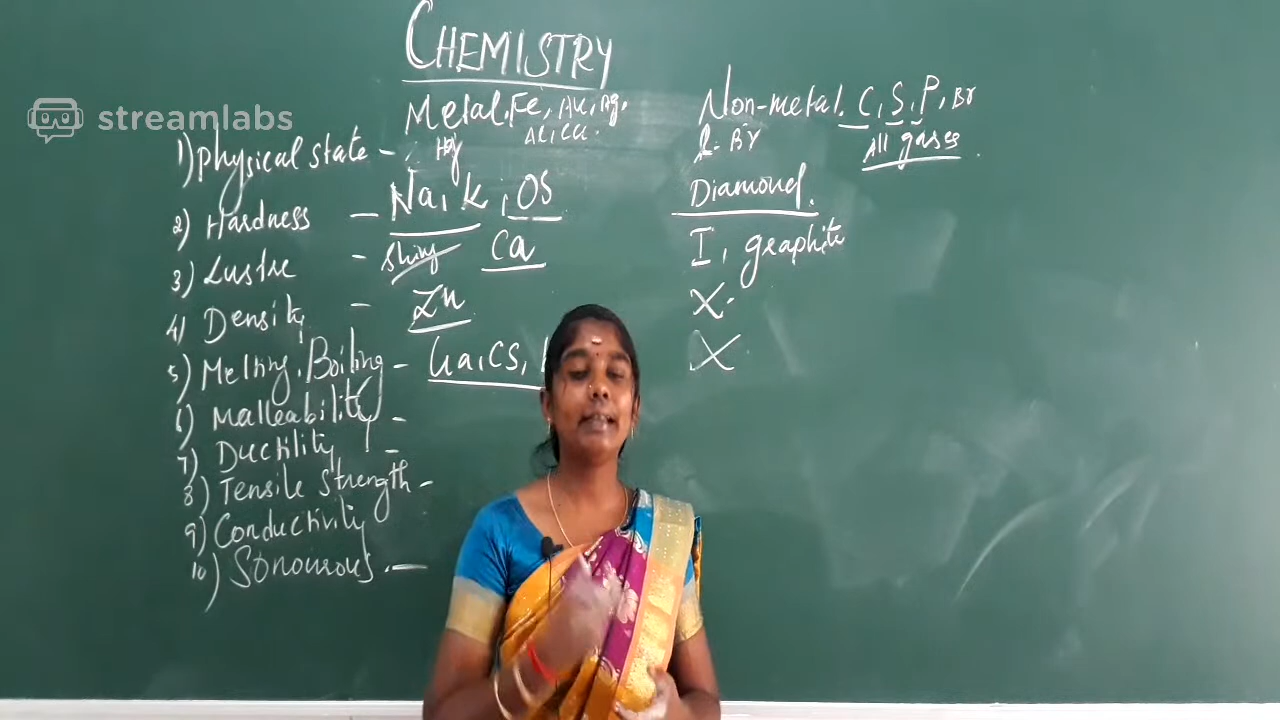 CHEMISTRY
streamlabs
Metal. Fe, Au, Ag.
Al, Cu.
Non-metal. C, S, P, Br
All gases
1) physical state - Hg
l. Br
2) Hardness - Na, K, OS
Diamond.
3) Lustre - shiny Ca
I, graphite
4) Density - Zn
X
5) Melting, Boiling - Ga, CS,
X
6) Malleability -
7) Ductility -
8) Tensile strength -
9) Conductivity
10) Sonourous. -